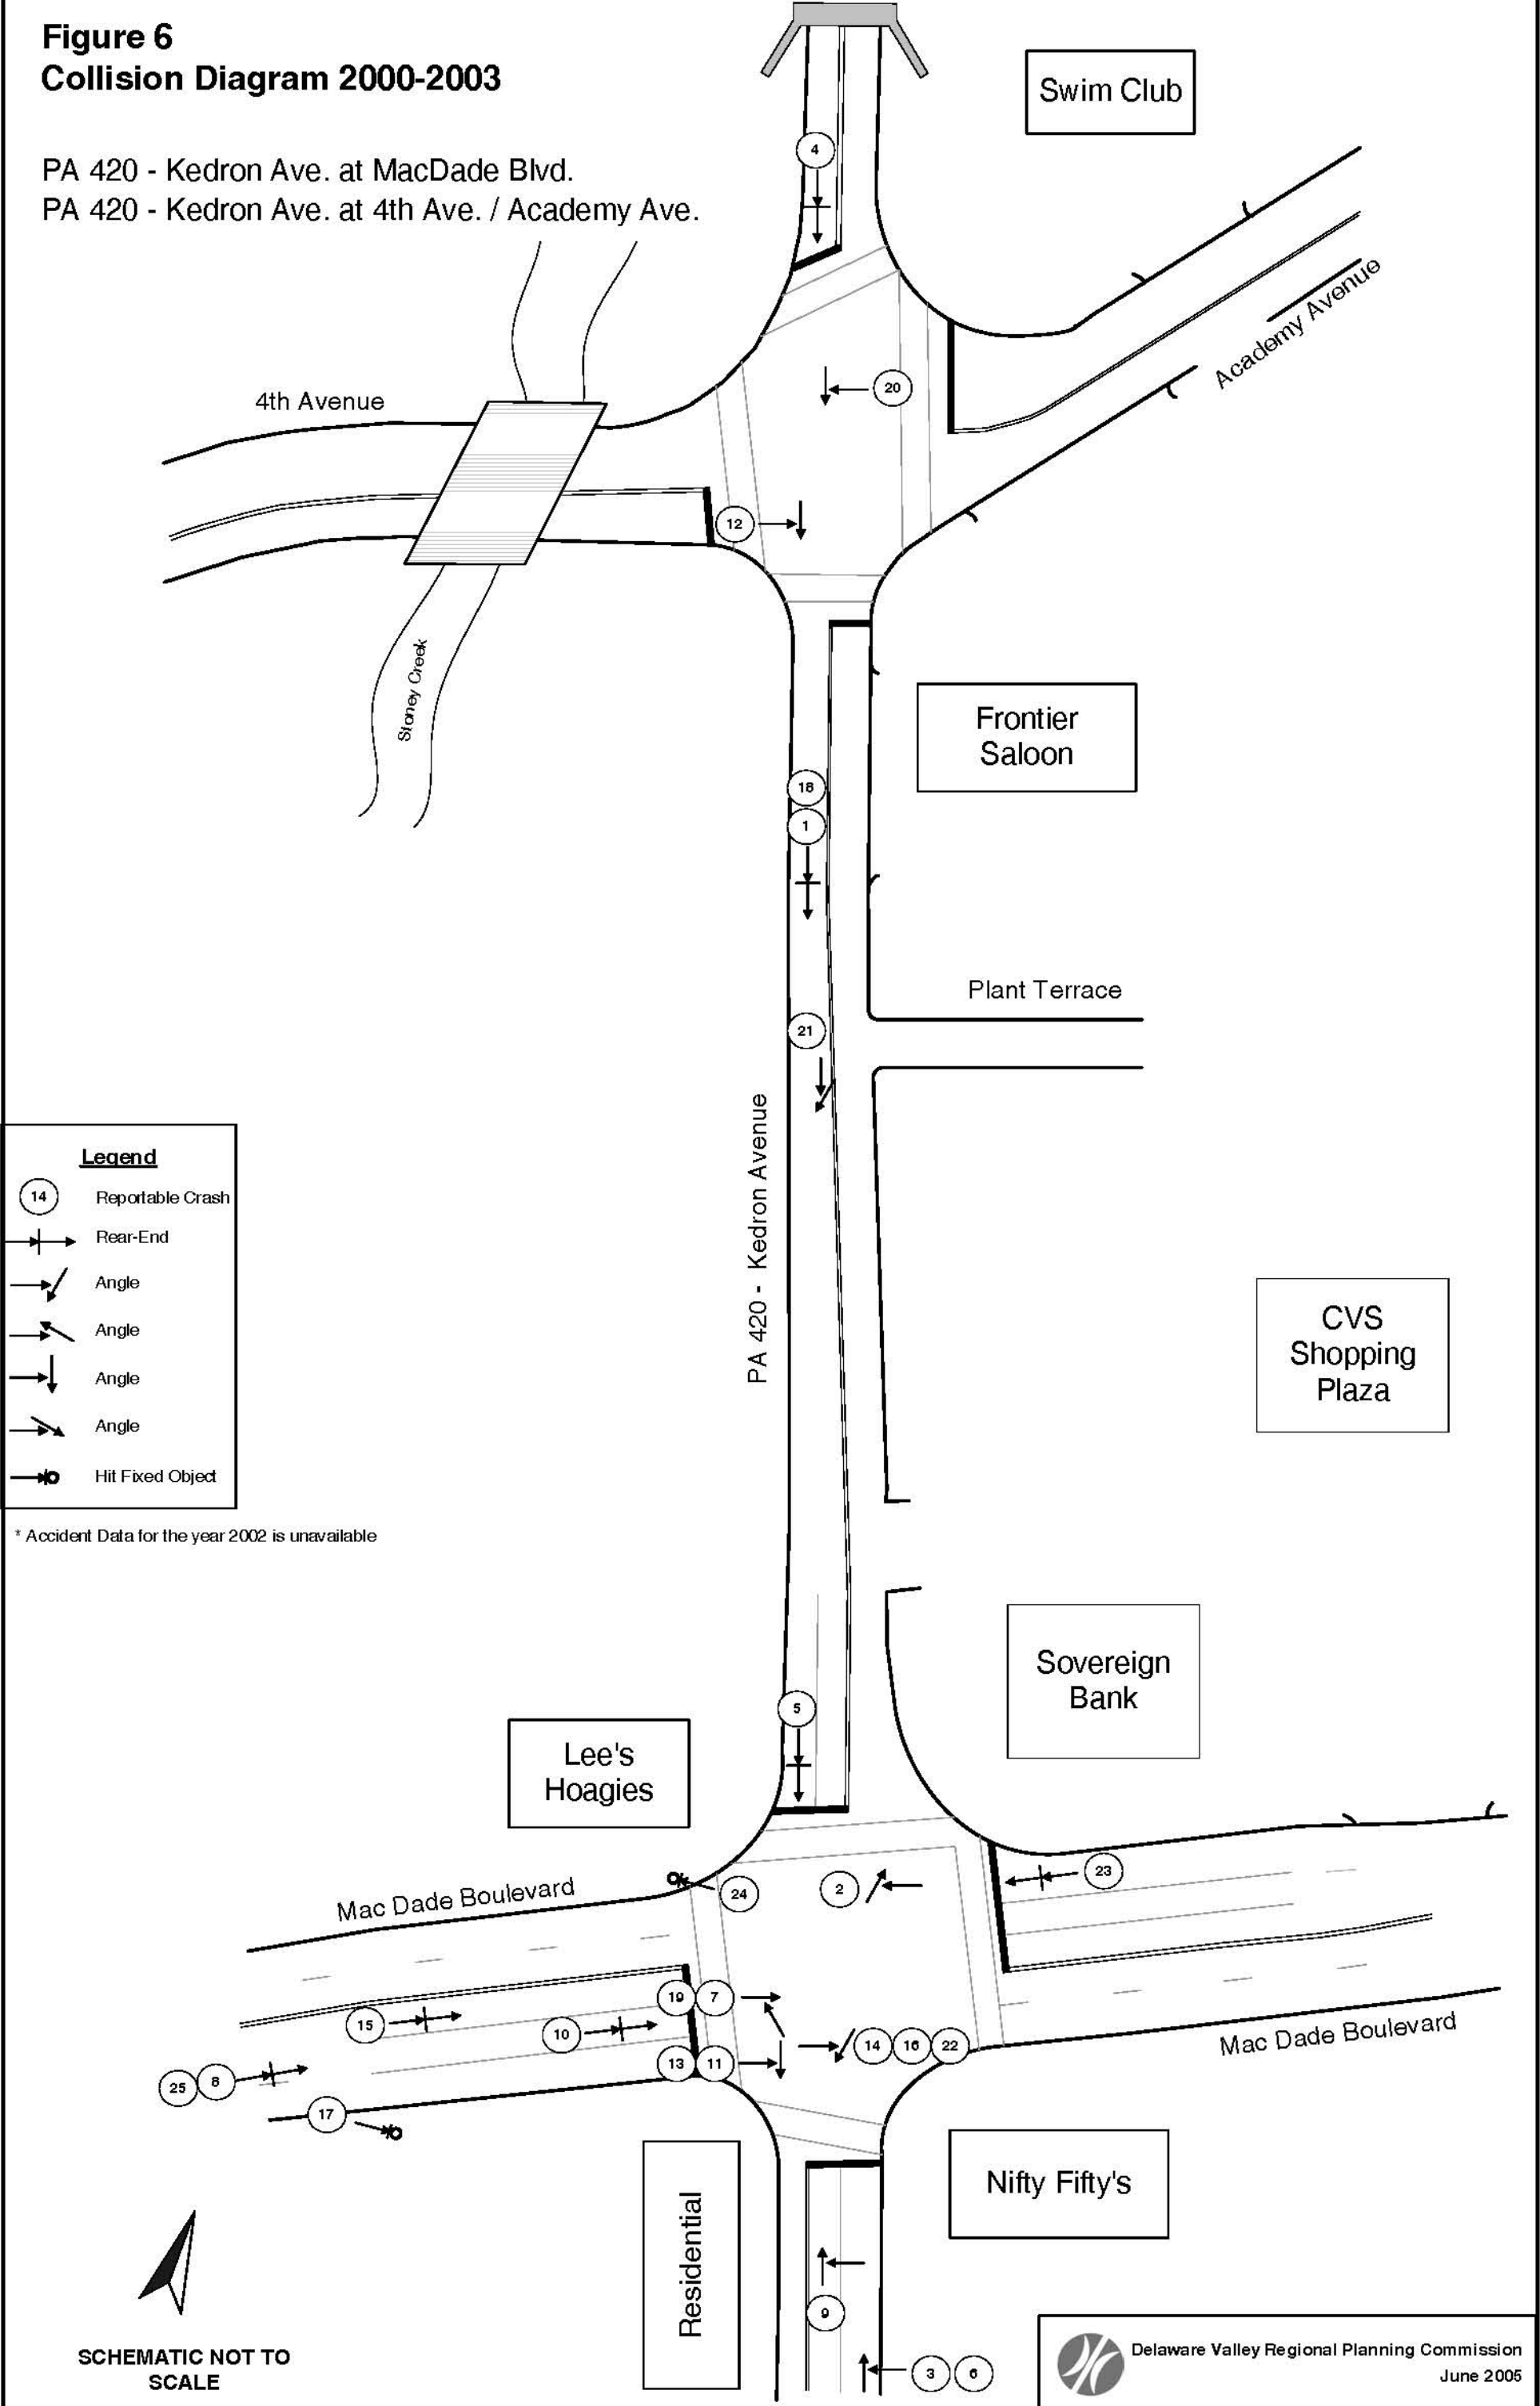 Figure 6
Collision Diagram 2000-2003
PA 420 - Kedron Ave. at MacDade Blvd.
PA 420 - Kedron Ave. at 4th Ave. / Academy Ave.
Swim Club
4
Academy Avenue
20
4th Avenue
12
Stoney Creek
Frontier
Saloon
18
1
Plant Terrace
21
PA 420 - Kedron Avenue
Legend
14 Reportable Crash
Rear-End
Angle
Angle
Angle
Angle
Hit Fixed Object
* Accident Data for the year 2002 is unavailable
CVS
Shopping
Plaza
Sovereign
Bank
5
Lee's
Hoagies
23
2
24
Mac Dade Boulevard
19 7
15
10
14 16 22
13 11
Mac Dade Boulevard
25 8
17
Nifty Fifty's
Residential
9
3 6
SCHEMATIC NOT TO
SCALE
Delaware Valley Regional Planning Commission
June 2005